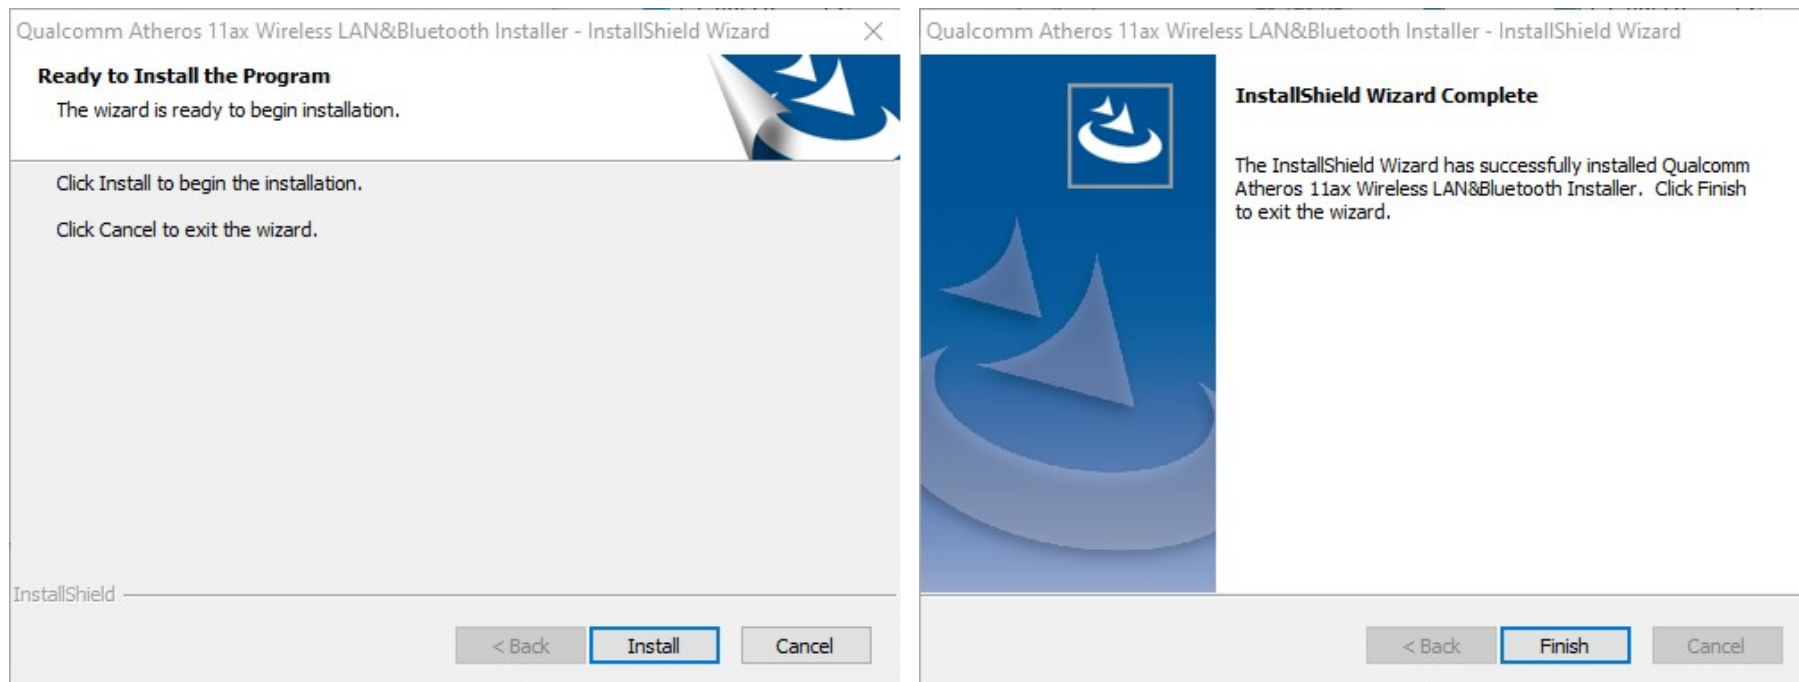 Qualcomm Atheros 11ax Wireless LAN&Bluetooth Installer - InstallShield Wizard
Ready to Install the Program
The wizard is ready to begin installation.
Click Install to begin the installation.
Click Cancel to exit the wizard.
InstallShield
< Back
Install
Cancel
Qualcomm Atheros 11ax Wireless LAN&Bluetooth Installer - InstallShield Wizard
InstallShield Wizard Complete
The InstallShield Wizard has successfully installed Qualcomm
Atheros 11ax Wireless LAN&Bluetooth Installer. Click Finish
to exit the wizard.
< Back
Finish
Cancel